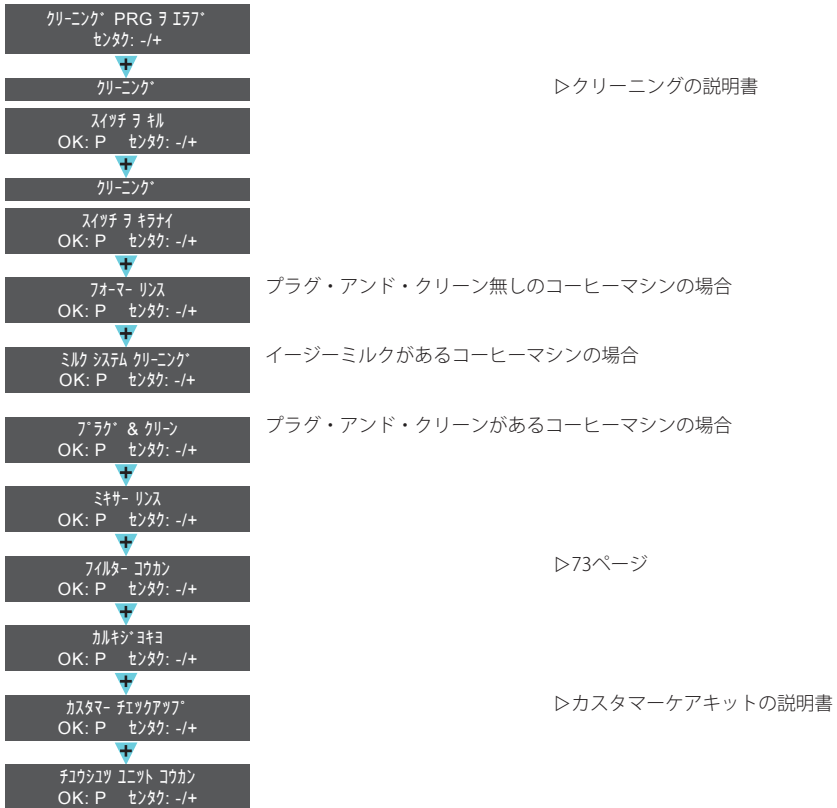 ｸﾘｰﾆﾝｸﾞ PRG ｦ ｴﾗﾌﾞ
ｾﾝﾀｸ: -/+
+
ｸﾘｰﾆﾝｸﾞ ▷クリーニングの説明書
ｽｲｯﾁ ｦ ｷﾙ
OK: P ｾﾝﾀｸ: -/+
+
ｸﾘｰﾆﾝｸﾞ
ｽｲｯﾁ ｦ ｷﾗﾅｲ
OK: P ｾﾝﾀｸ: -/+
+
ﾌｫｰﾏｰ ﾘﾝｽ プラグ・アンド・クリーン無しのコーヒーマシンの場合
OK: P ｾﾝﾀｸ: -/+
+
ﾐﾙｸ ｼｽﾃﾑ ｸﾘｰﾆﾝｸﾞ イージーミルクがあるコーヒーマシンの場合
OK: P ｾﾝﾀｸ: -/+
ﾌﾟﾗｸﾞ & ｸﾘｰﾝ プラグ・アンド・クリーンがあるコーヒーマシンの場合
OK: P ｾﾝﾀｸ: -/+
+
ﾐｷｻｰ ﾘﾝｽ
OK: P ｾﾝﾀｸ: -/+
+
ﾌｨﾙﾀｰ ｺｳｶﾝ ▷73ページ
OK: P ｾﾝﾀｸ: -/+
+
ｶﾙｷｼﾞﾖｷﾖ
OK: P ｾﾝﾀｸ: -/+
+
ｶｽﾀﾏｰ ﾁｪｯｸｱｯﾌﾟ ▷カスタマーケアキットの説明書
OK: P ｾﾝﾀｸ: -/+
+
ﾁﾕｳｼﾕﾂ ﾕﾆｯﾄ ｺｳｶﾝ
OK: P ｾﾝﾀｸ: -/+